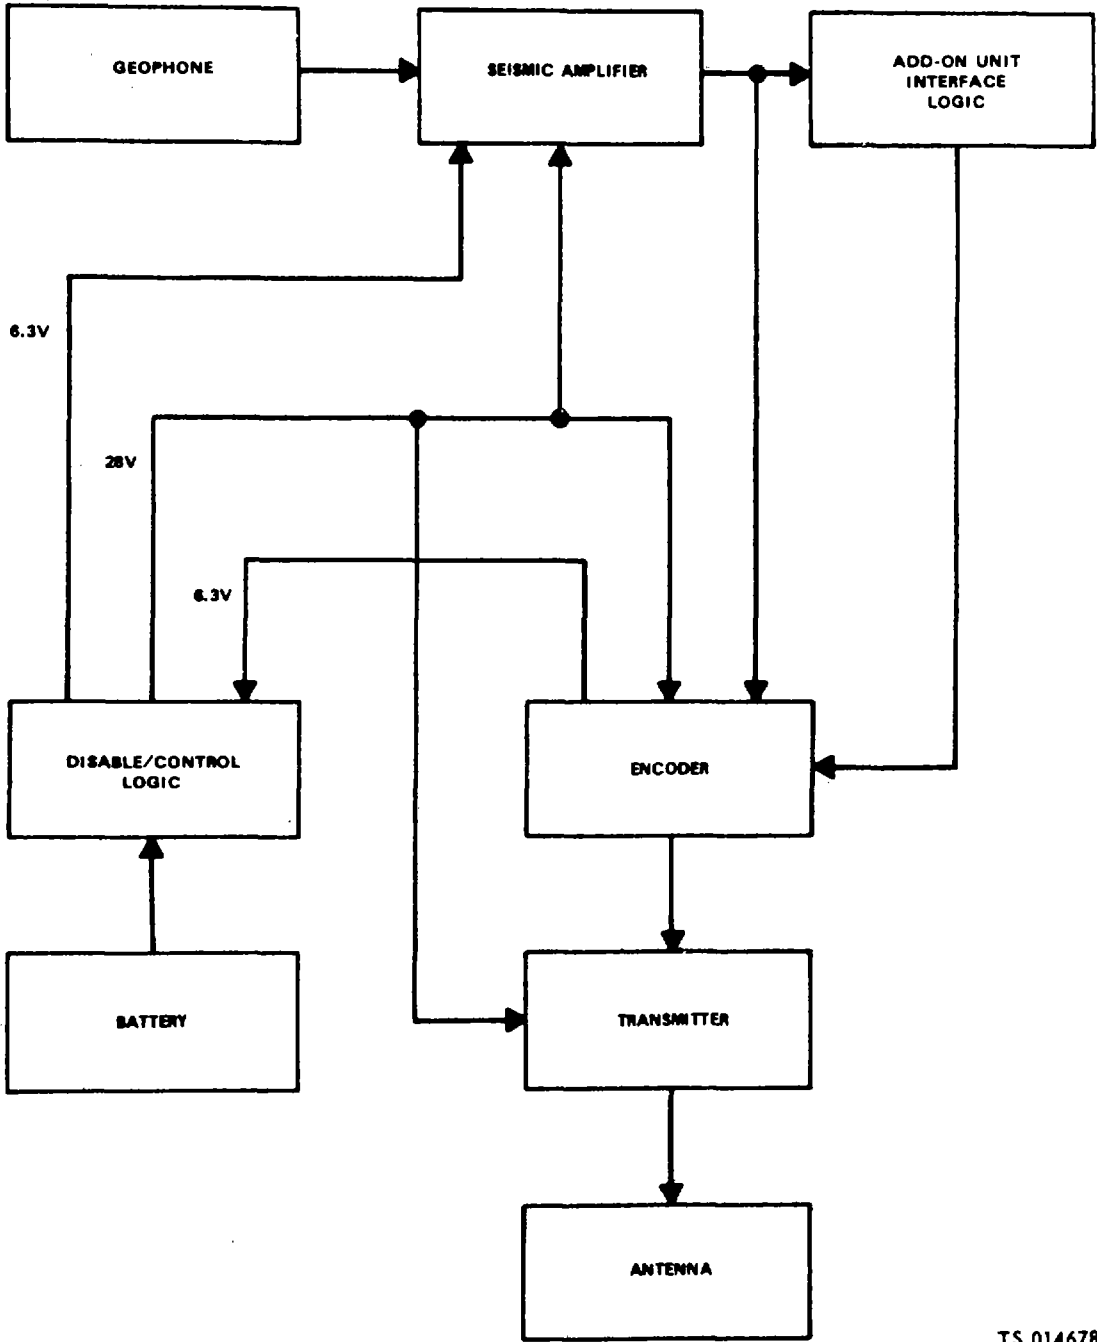 GEOPHONE
SEISMIC AMPLIFIER
ADD-ON UNIT
INTERFACE
LOGIC
6.3V
28V
6.3V
DISABLE/CONTROL
LOGIC
ENCODER
BATTERY
TRANSMITTER
ANTENNA
TS 014678